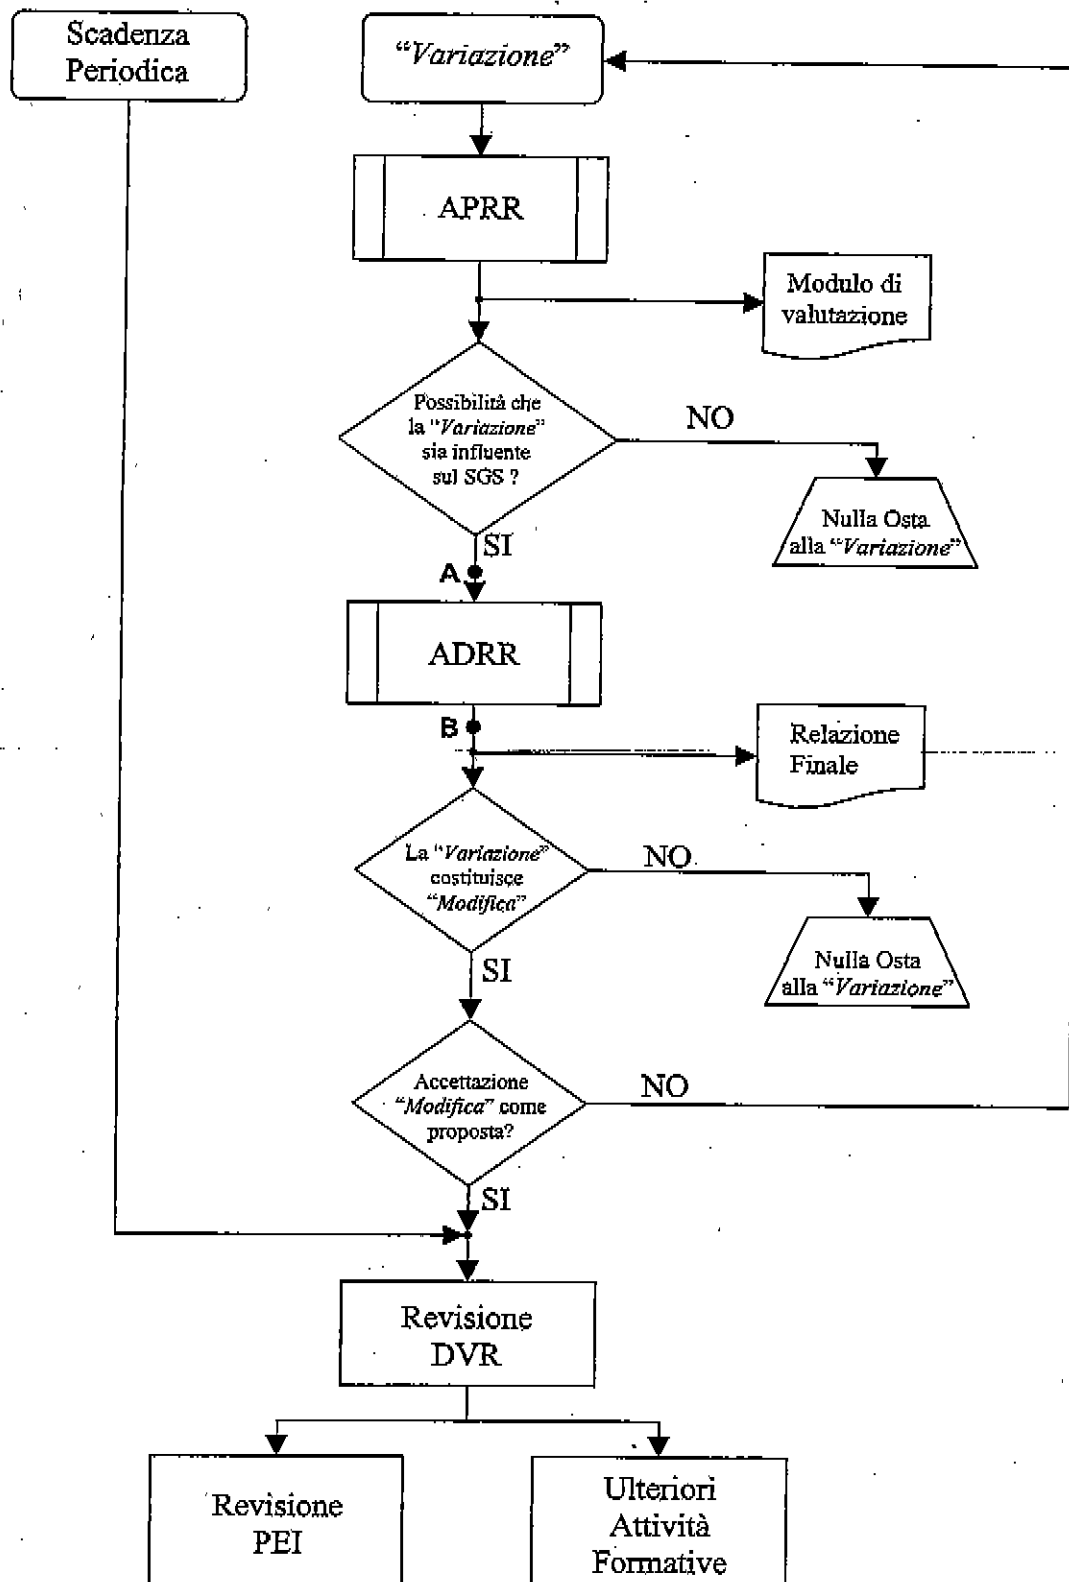 Scadenza
Periodica
“Variazione”
APRR
Modulo di
valutazione
Possibilità che
la “Variazione”
sia influente
sul SGS ?
NO
Nulla Osta
alla “Variazione”
SI
A
ADRR
B
Relazione
Finale
La “Variazione”
costituisce
“Modifica”
NO
Nulla Osta
alla “Variazione”
SI
Accettazione
“Modifica” come
proposta?
NO
SI
Revisione
DVR
Revisione
PEI
Ulteriori
Attività
Formative